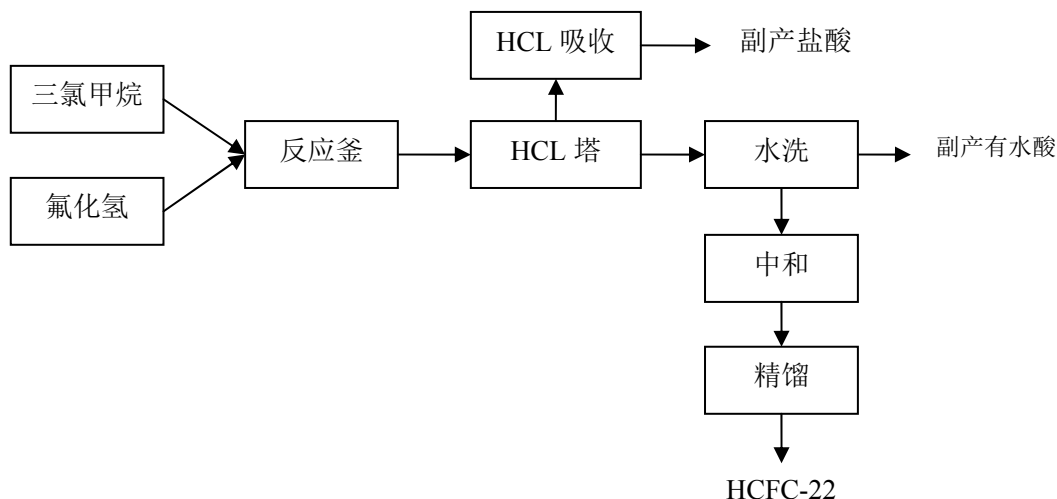 HCL 吸收
副产盐酸
三氯甲烷
反应釜
HCL 塔
水洗
副产有水酸
氟化氢
中和
精馏
HCFC-22